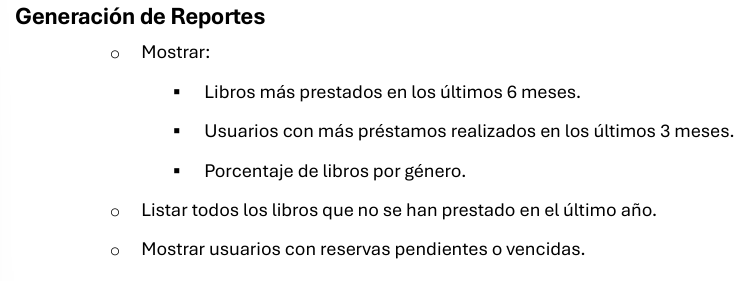 Generación de Reportes
o Mostrar:
▪ Libros más prestados en los últimos 6 meses.
▪ Usuarios con más préstamos realizados en los últimos 3 meses.
▪ Porcentaje de libros por género.
o Listar todos los libros que no se han prestado en el último año.
o Mostrar usuarios con reservas pendientes o vencidas.